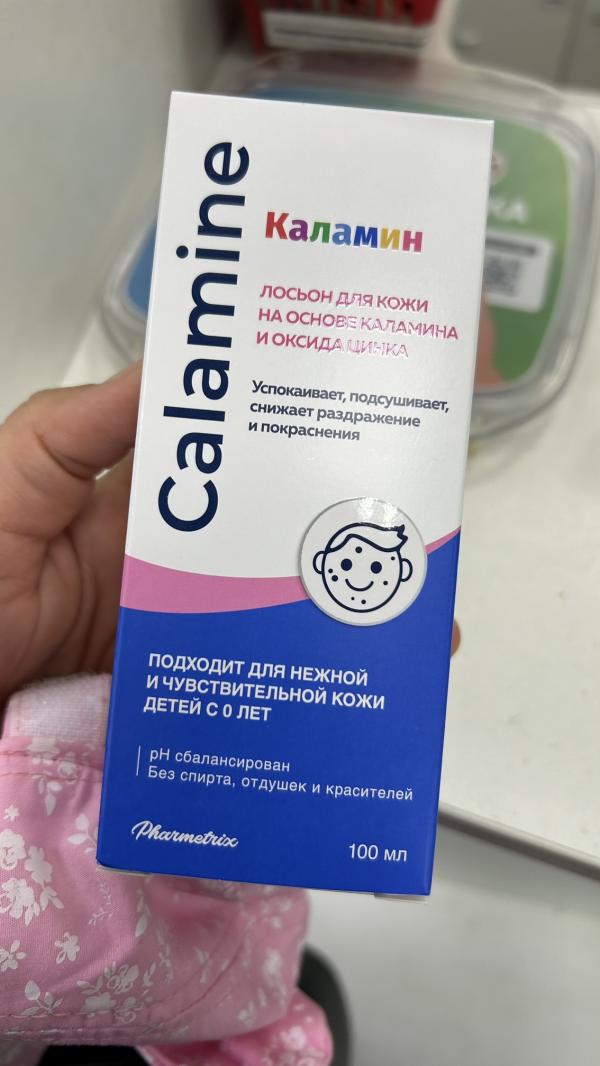 Calamine
Каламин
ЛОСЬОН ДЛЯ КОЖИ
НА ОСНОВЕ КАЛАМИНА
И ОКСИДА ЦИНКА
Успокаивает, подсушивает,
снижает раздражение
и покраснения
ПОДХОДИТ ДЛЯ НЕЖНОЙ
И ЧУВСТВИТЕЛЬНОЙ КОЖИ
ДЕТЕЙ С 0 ЛЕТ
pH сбалансирован
Без спирта, отдушек и красителей
Pharmetrix
100 мл